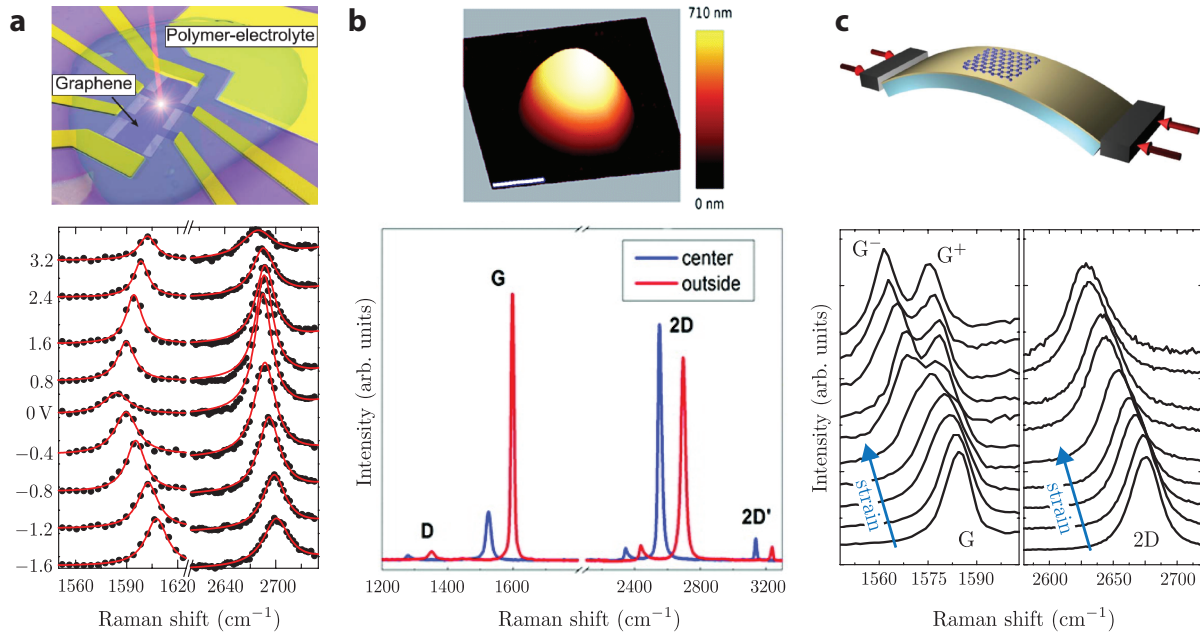 a
Polymer-electrolyte
Graphene
3.2
2.4
1.6
0.8
0 V
−0.4
−0.8
−1.2
−1.6
1560 1590 1620 2640 2700
Raman shift (cm⁻¹)
b
710 nm
0 nm
Intensity (arb. units)
center
outside
G
2D
D
2D'
1200 1400 1600 2400 2800 3200
Raman shift (cm⁻¹)
c
Intensity (arb. units)
G⁻
G⁺
strain
G
strain
2D
1560 1575 1590 2600 2650 2700
Raman shift (cm⁻¹)